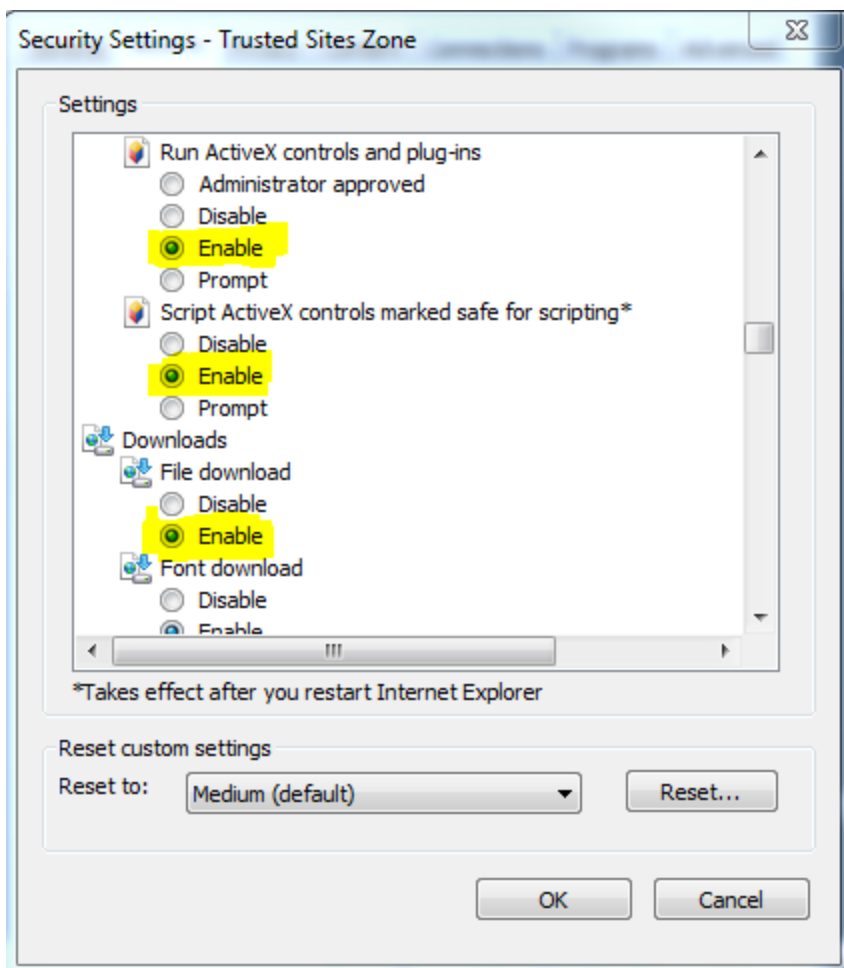 Security Settings - Trusted Sites Zone
Settings
Run ActiveX controls and plug-ins
Administrator approved
Disable
Enable
Prompt
Script ActiveX controls marked safe for scripting*
Disable
Enable
Prompt
Downloads
File download
Disable
Enable
Font download
Disable
Enable
*Takes effect after you restart Internet Explorer
Reset custom settings
Reset to: Medium (default) Reset...
OK Cancel